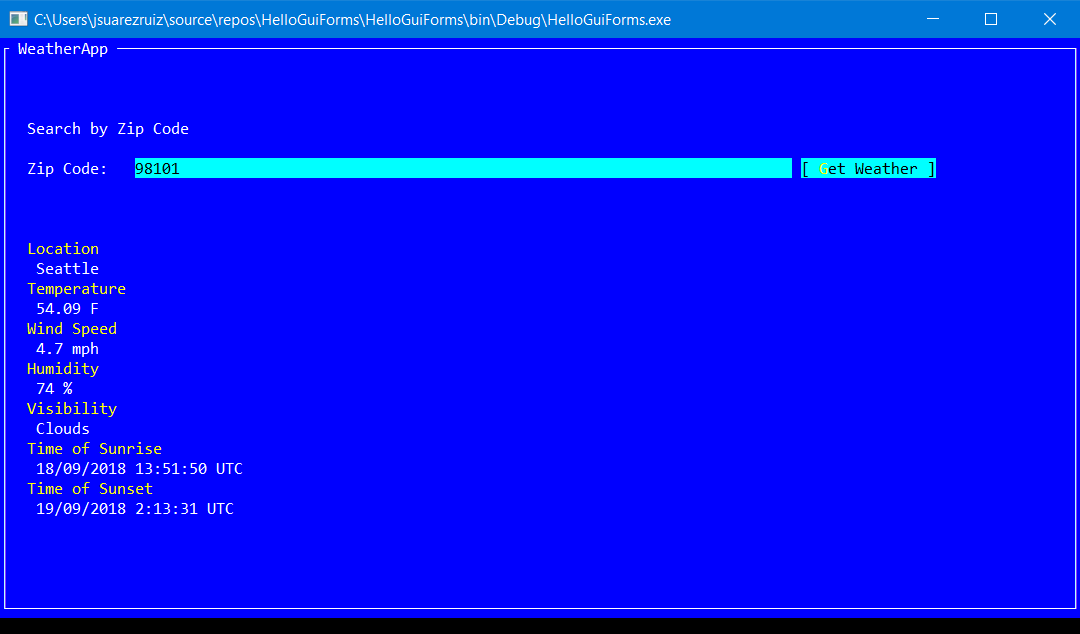 C:\Users\jsuarezruiz\source\repos\HelloGuiForms\HelloGuiForms\bin\Debug\HelloGuiForms.exe
WeatherApp
Search by Zip Code
Zip Code: 98101 [ Get Weather ]
Location
Seattle
Temperature
54.09 F
Wind Speed
4.7 mph
Humidity
74 %
Visibility
Clouds
Time of Sunrise
18/09/2018 13:51:50 UTC
Time of Sunset
19/09/2018 2:13:31 UTC